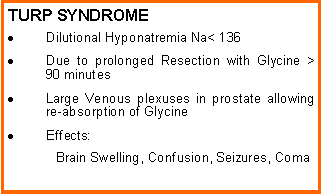 TURP SYNDROME
● Dilutional Hyponatremia Na< 136
● Due to prolonged Resection with Glycine >
90 minutes
● Large Venous plexuses in prostate allowing
re-absorption of Glycine
● Effects:
Brain Swelling, Confusion, Seizures, Coma